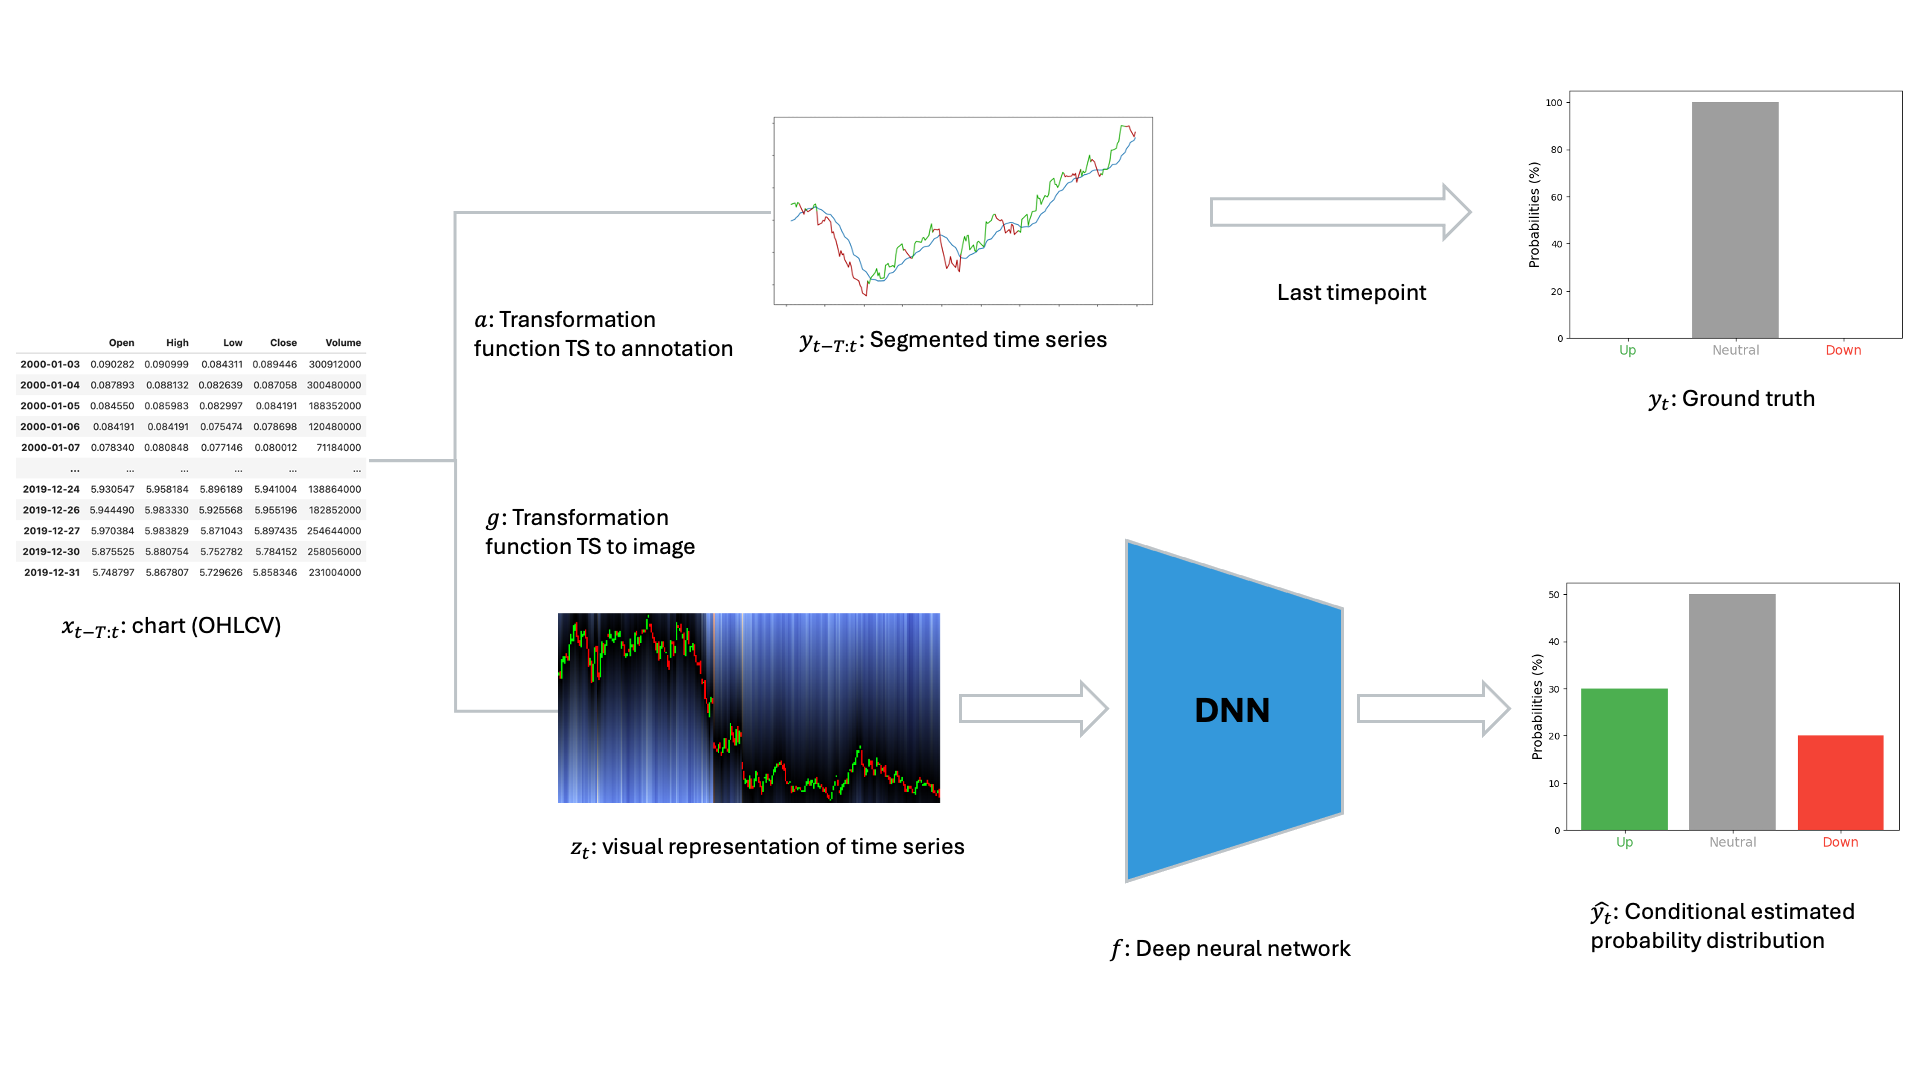 Open High Low Close Volume
2000-01-03 0.090282 0.090999 0.084311 0.089446 300912000
2000-01-04 0.087893 0.088132 0.082639 0.087058 300480000
2000-01-05 0.084550 0.085983 0.082997 0.084191 188352000
2000-01-06 0.084191 0.084191 0.075474 0.078698 120480000
2000-01-07 0.078340 0.080848 0.077146 0.080012 71184000
... ... ... ... ... ...
2019-12-24 5.930547 5.958184 5.896189 5.941004 138864000
2019-12-26 5.944490 5.983330 5.925568 5.955196 182852000
2019-12-27 5.970384 5.983829 5.871043 5.897435 254644000
2019-12-30 5.875525 5.880754 5.752782 5.784152 258056000
2019-12-31 5.748797 5.867807 5.729626 5.858346 231004000
x_{t−T:t}: chart (OHLCV)
a: Transformation
function TS to annotation
y_{t−T:t}: Segmented time series
Last timepoint
Probabilities (%)
100
80
60
40
20
0
Up Neutral Down
y_t: Ground truth
g: Transformation
function TS to image
z_t: visual representation of time series
DNN
f: Deep neural network
Probabilities (%)
50
40
30
20
10
0
Up Neutral Down
ŷ_t: Conditional estimated
probability distribution